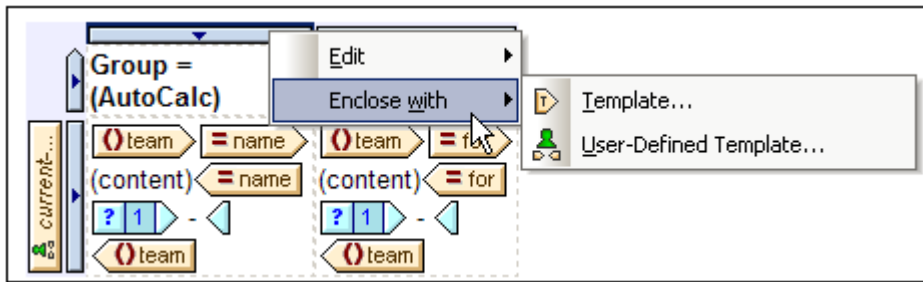 Edit
Group =
(AutoCalc)
Enclose with
Template...
User-Defined Template...
current-...
() team = name () team
(content) = name (content) = for
? 1 - ? 1 -
() team () team